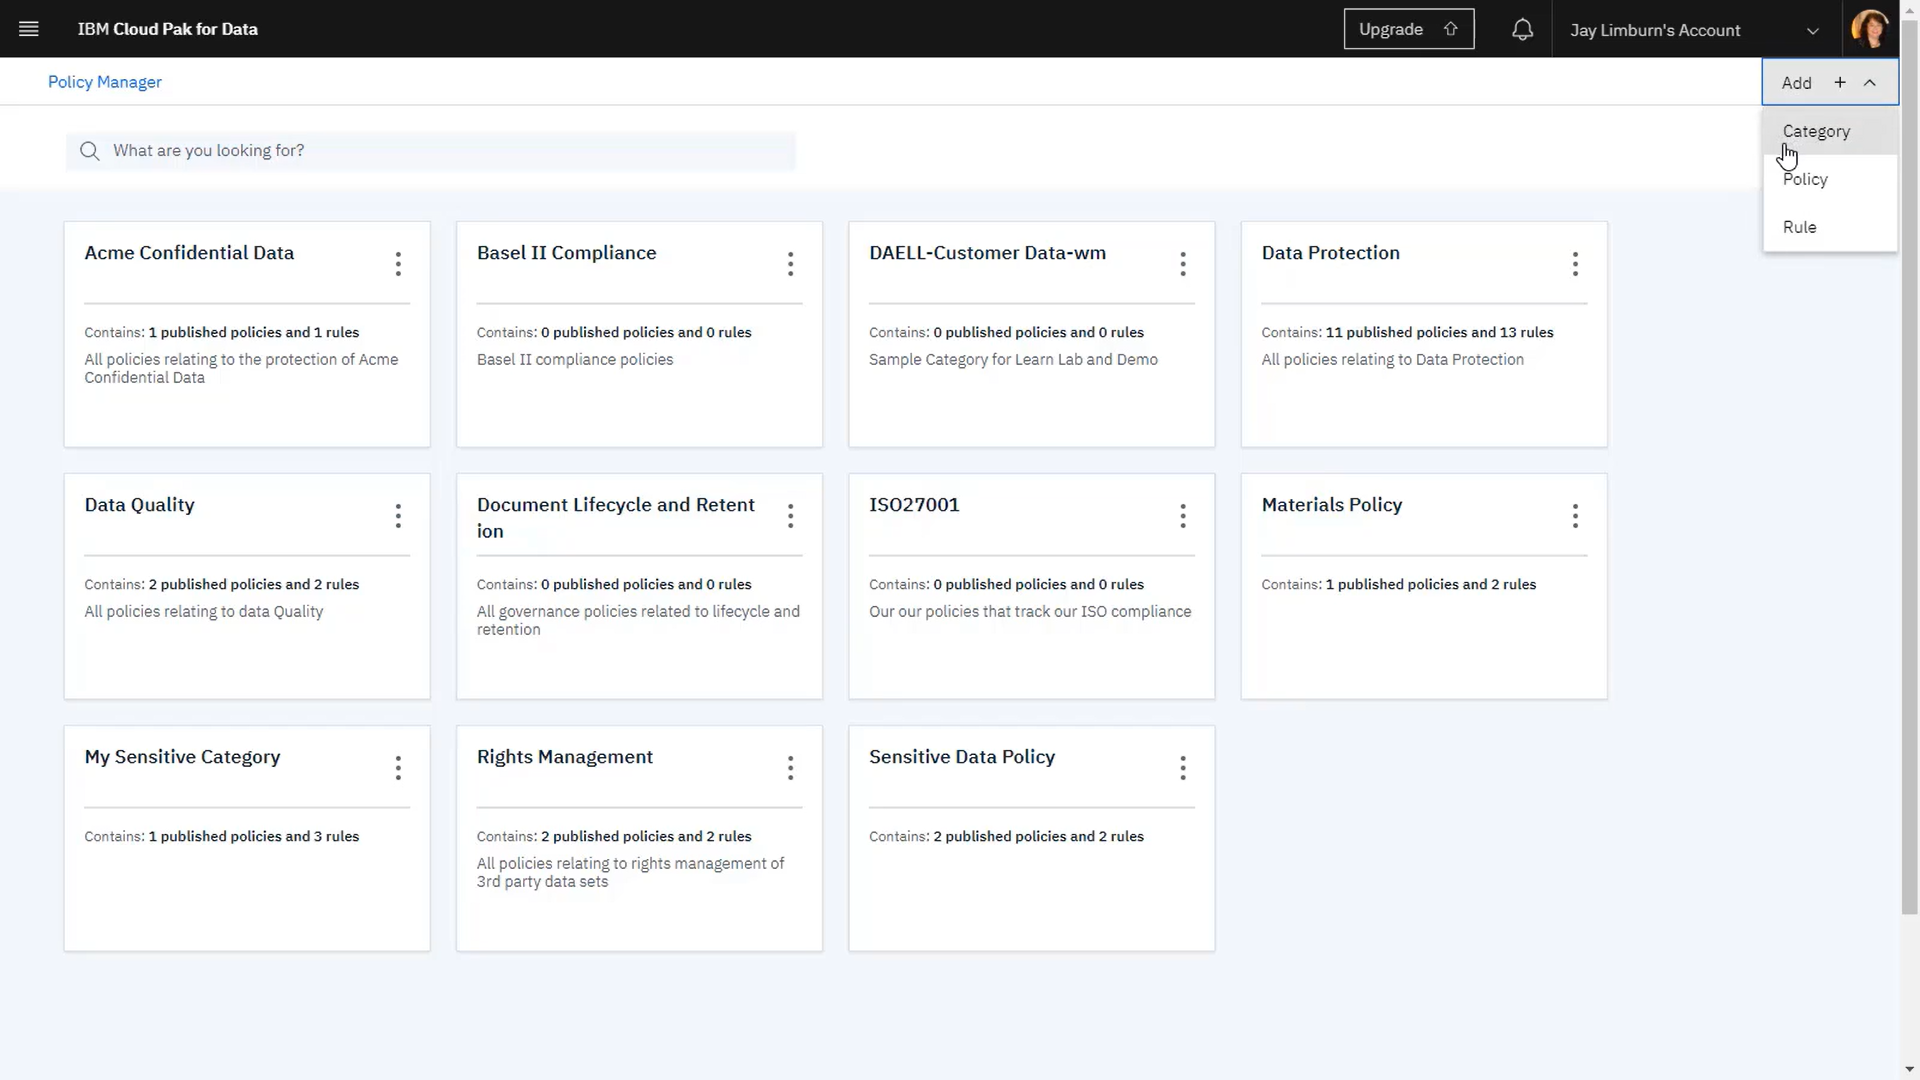 IBM Cloud Pak for Data
Upgrade
Jay Limburn's Account
Policy Manager
Add
Category
Policy
Rule
What are you looking for?
Acme Confidential Data
Contains: 1 published policies and 1 rules
All policies relating to the protection of Acme
Confidential Data
Basel II Compliance
Contains: 0 published policies and 0 rules
Basel II compliance policies
DAELL-Customer Data-wm
Contains: 0 published policies and 0 rules
Sample Category for Learn Lab and Demo
Data Protection
Contains: 11 published policies and 13 rules
All policies relating to Data Protection
Data Quality
Contains: 2 published policies and 2 rules
All policies relating to data Quality
Document Lifecycle and Retent
ion
Contains: 0 published policies and 0 rules
All governance policies related to lifecycle and
retention
ISO27001
Contains: 0 published policies and 0 rules
Our our policies that track our ISO compliance
Materials Policy
Contains: 1 published policies and 2 rules
My Sensitive Category
Contains: 1 published policies and 3 rules
Rights Management
Contains: 2 published policies and 2 rules
All policies relating to rights management of
3rd party data sets
Sensitive Data Policy
Contains: 2 published policies and 2 rules